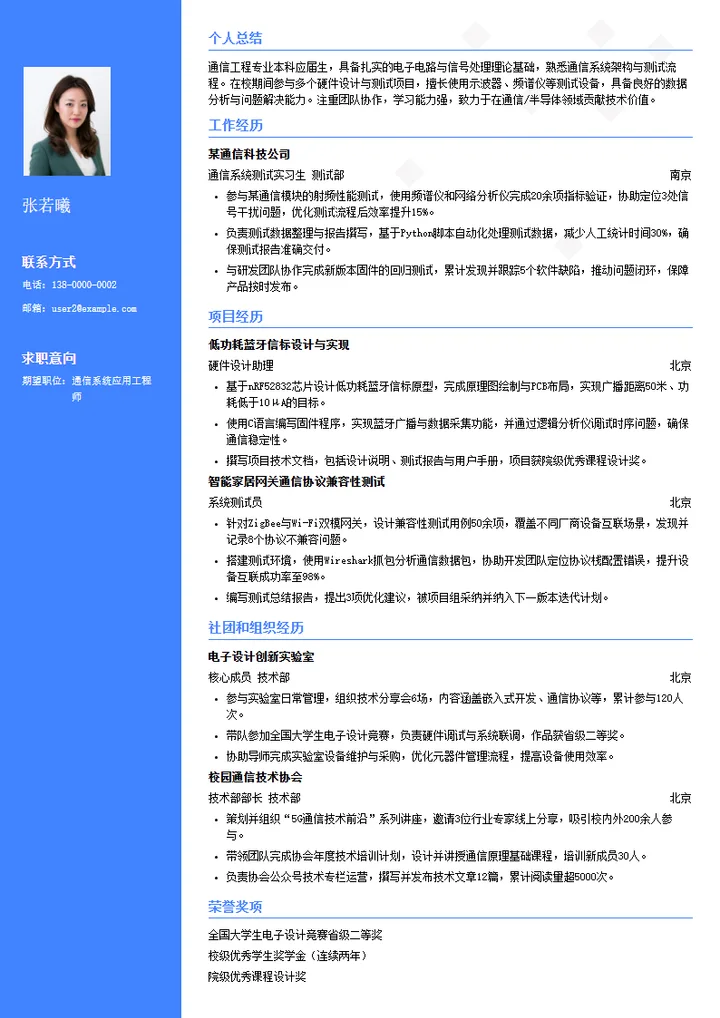 张若曦
联系方式
电话：138-0000-0002
邮箱：user2@example.com
求职意向
期望职位：通信系统应用工程
师
个人总结
通信工程专业本科应届生，具备扎实的电子电路与信号处理理论基础，熟悉通信系统架构与测试流
程。在校期间参与多个硬件设计与测试项目，擅长使用示波器、频谱仪等测试设备，具备良好的数据
分析与问题解决能力。注重团队协作，学习能力强，致力于在通信/半导体领域贡献技术价值。
工作经历
某通信科技公司
通信系统测试实习生 测试部 南京
• 参与某通信模块的射频性能测试，使用频谱仪和网络分析仪完成20余项指标验证，协助定位3处信
号干扰问题，优化测试流程后效率提升15%。
• 负责测试数据整理与报告撰写，基于Python脚本自动化处理测试数据，减少人工统计时间30%，确
保测试报告准确交付。
• 与研发团队协作完成新版本固件的回归测试，累计发现并跟踪5个软件缺陷，推动问题闭环，保障
产品按时发布。
项目经历
低功耗蓝牙信标设计与实现
硬件设计助理 北京
• 基于nRF52832芯片设计低功耗蓝牙信标原型，完成原理图绘制与PCB布局，实现广播距离50米、功
耗低于10μA的目标。
• 使用C语言编写固件程序，实现蓝牙广播与数据采集功能，并通过逻辑分析仪调试时序问题，确保
通信稳定性。
• 撰写项目技术文档，包括设计说明、测试报告与用户手册，项目获院级优秀课程设计奖。
智能家居网关通信协议兼容性测试
系统测试员 北京
• 针对ZigBee与Wi-Fi双模网关，设计兼容性测试用例50余项，覆盖不同厂商设备互联场景，发现并
记录8个协议不兼容问题。
• 搭建测试环境，使用Wireshark抓包分析通信数据包，协助开发团队定位协议栈配置错误，提升设
备互联成功率至98%。
• 编写测试总结报告，提出3项优化建议，被项目组采纳并纳入下一版本迭代计划。
社团和组织经历
电子设计创新实验室
核心成员 技术部 北京
• 参与实验室日常管理，组织技术分享会6场，内容涵盖嵌入式开发、通信协议等，累计参与120人
次。
• 带队参加全国大学生电子设计竞赛，负责硬件调试与系统联调，作品获省级二等奖。
• 协助导师完成实验室设备维护与采购，优化元器件管理流程，提高设备使用效率。
校园通信技术协会
技术部部长 技术部 北京
• 策划并组织“5G通信技术前沿”系列讲座，邀请3位行业专家线上分享，吸引校内外200余人参
与。
• 带领团队完成协会年度技术培训计划，设计并讲授通信原理基础课程，培训新成员30人。
• 负责协会公众号技术专栏运营，撰写并发布技术文章12篇，累计阅读量超5000次。
荣誉奖项
全国大学生电子设计竞赛省级二等奖
校级优秀学生奖学金（连续两年）
院级优秀课程设计奖